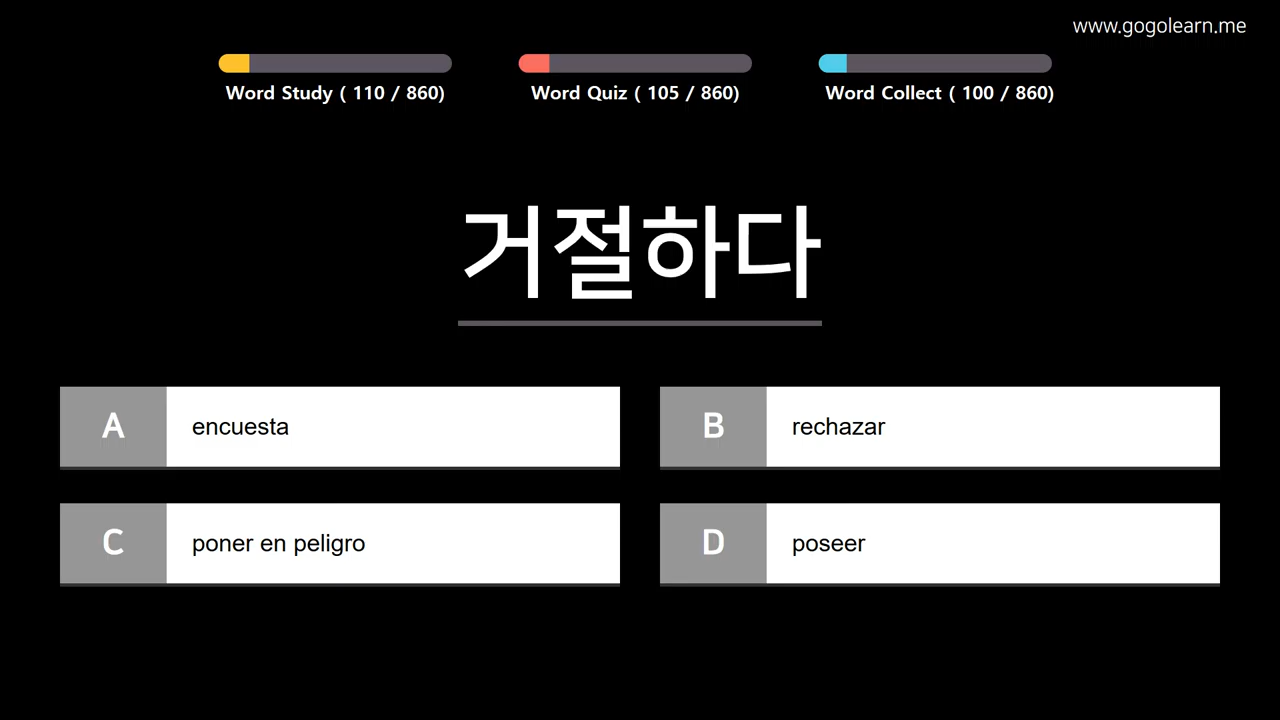 www.gogolearn.me
Word Study ( 110 / 860)
Word Quiz ( 105 / 860)
Word Collect ( 100 / 860)
거절하다
A encuesta
B rechazar
C poner en peligro
D poseer